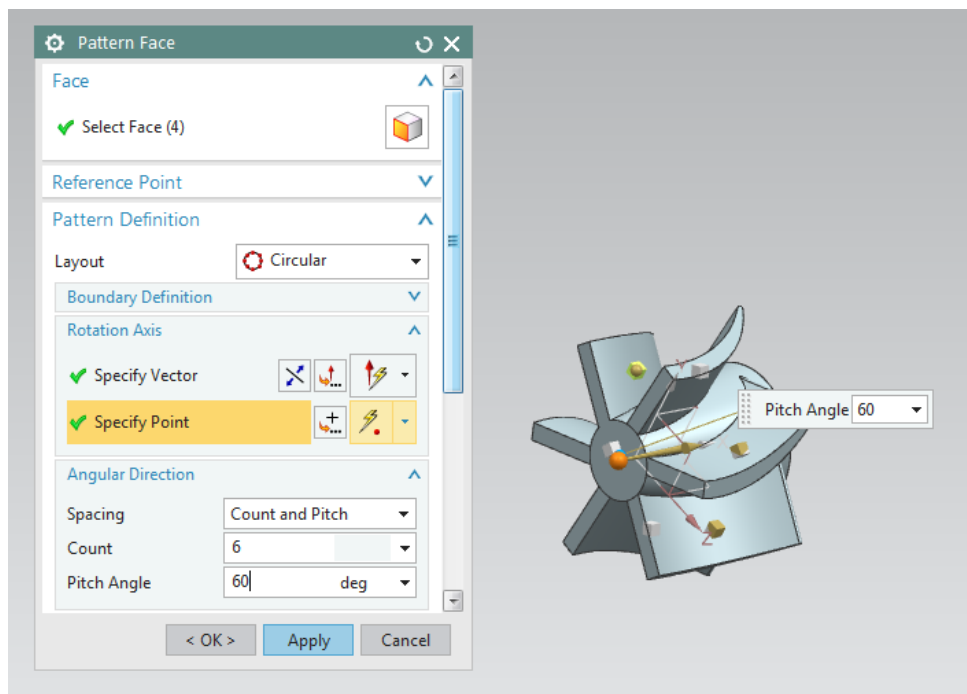 Pattern Face
Face
Select Face (4)
Reference Point
Pattern Definition
Layout Circular
Boundary Definition
Rotation Axis
Specify Vector
Specify Point
Angular Direction
Spacing Count and Pitch
Count 6
Pitch Angle 60 deg
< OK > Apply Cancel
Pitch Angle 60
Y
Z